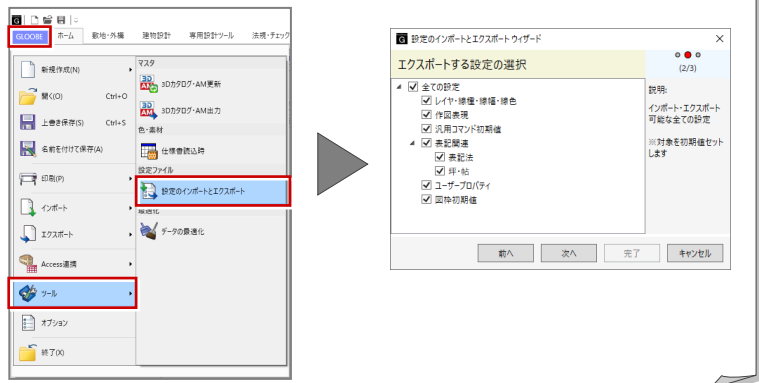 GLOOBE ホーム 敷地・外構 建物設計 専用設計ツール 法規・チェック
新規作成(N)
開く(O) Ctrl+O
上書き保存(S) Ctrl+S
名前を付けて保存(A)
印刷(P)
インポート
エクスポート
Access連携
ツール
オプション
終了(X)
マスタ
3Dカタログ・AM更新
3Dカタログ・AM出力
色・素材
仕様書読込時
設定ファイル
設定のインポートとエクスポート
最適化
データの最適化
設定のインポートとエクスポート ウィザード
エクスポートする設定の選択
(2/3)
全ての設定
レイヤ・線種・線幅・線色
作図表現
汎用コマンド初期値
表記関連
表記法
坪・帖
ユーザープロパティ
図枠初期値
説明:
インポート・エクスポート
可能な全ての設定
※対象を初期値セット
します
前へ 次へ 完了 キャンセル